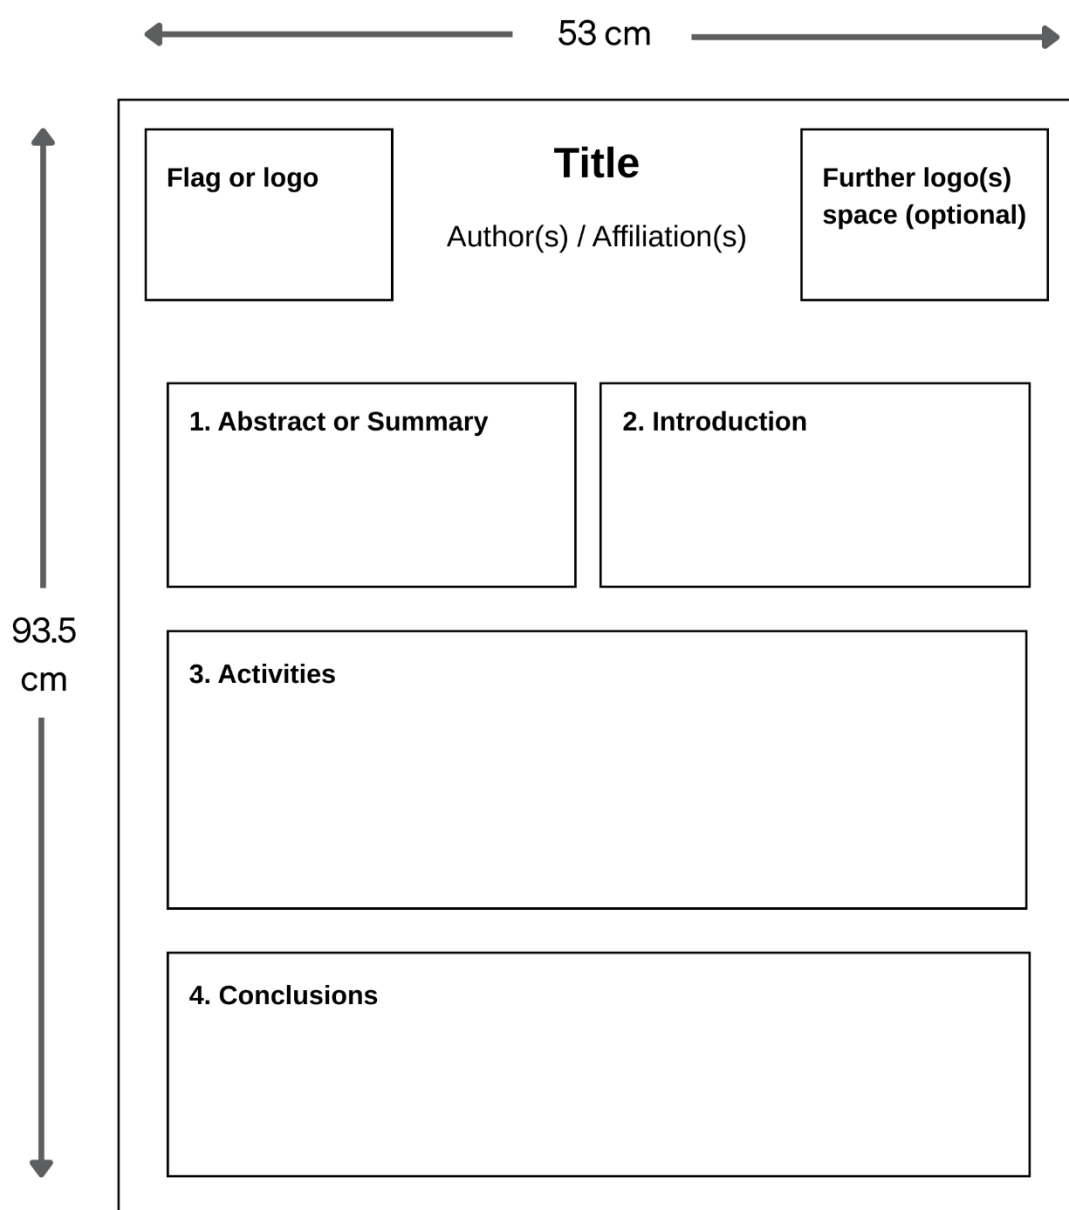 53 cm
Flag or logo
Title
Author(s) / Affiliation(s)
Further logo(s)
space (optional)
1. Abstract or Summary
2. Introduction
93.5
cm
3. Activities
4. Conclusions